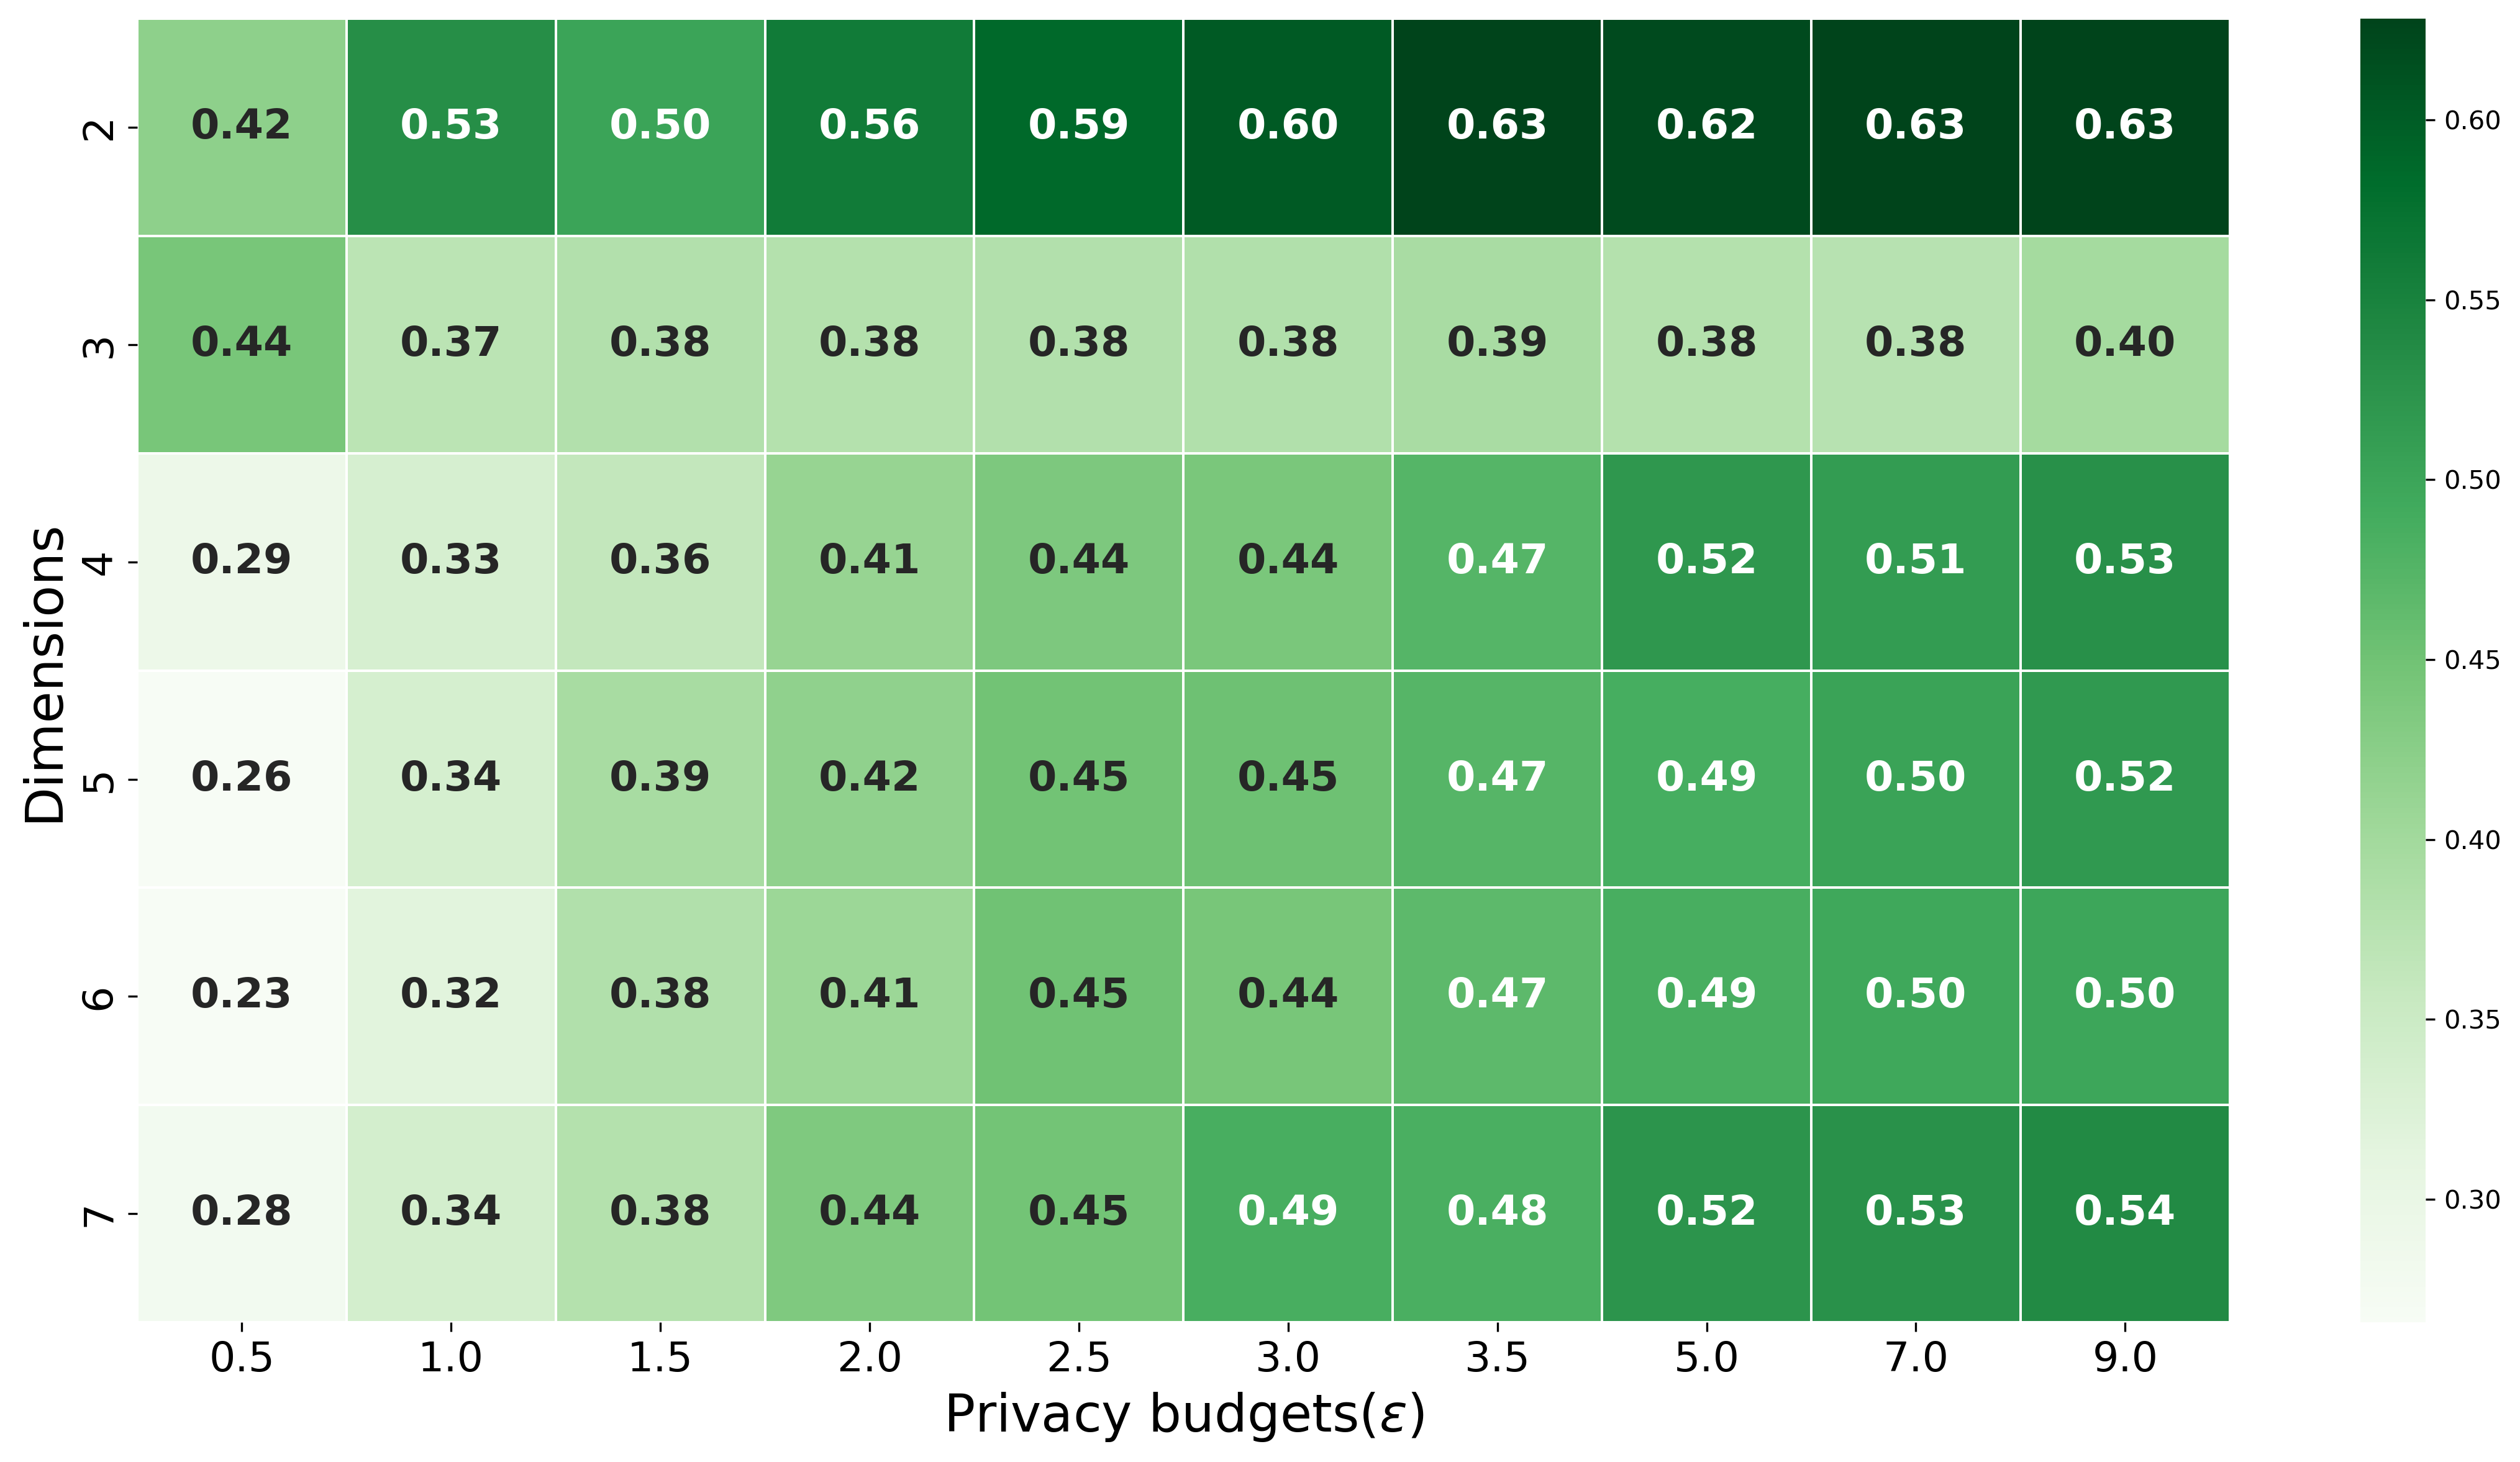 2 0.42 0.53 0.50 0.56 0.59 0.60 0.63 0.62 0.63 0.63
3 0.44 0.37 0.38 0.38 0.38 0.38 0.39 0.38 0.38 0.40
4 0.29 0.33 0.36 0.41 0.44 0.44 0.47 0.52 0.51 0.53
5 0.26 0.34 0.39 0.42 0.45 0.45 0.47 0.49 0.50 0.52
6 0.23 0.32 0.38 0.41 0.45 0.44 0.47 0.49 0.50 0.50
7 0.28 0.34 0.38 0.44 0.45 0.49 0.48 0.52 0.53 0.54
0.5 1.0 1.5 2.0 2.5 3.0 3.5 5.0 7.0 9.0
Privacy budgets(ε)
Dimensions
0.60
0.55
0.50
0.45
0.40
0.35
0.30